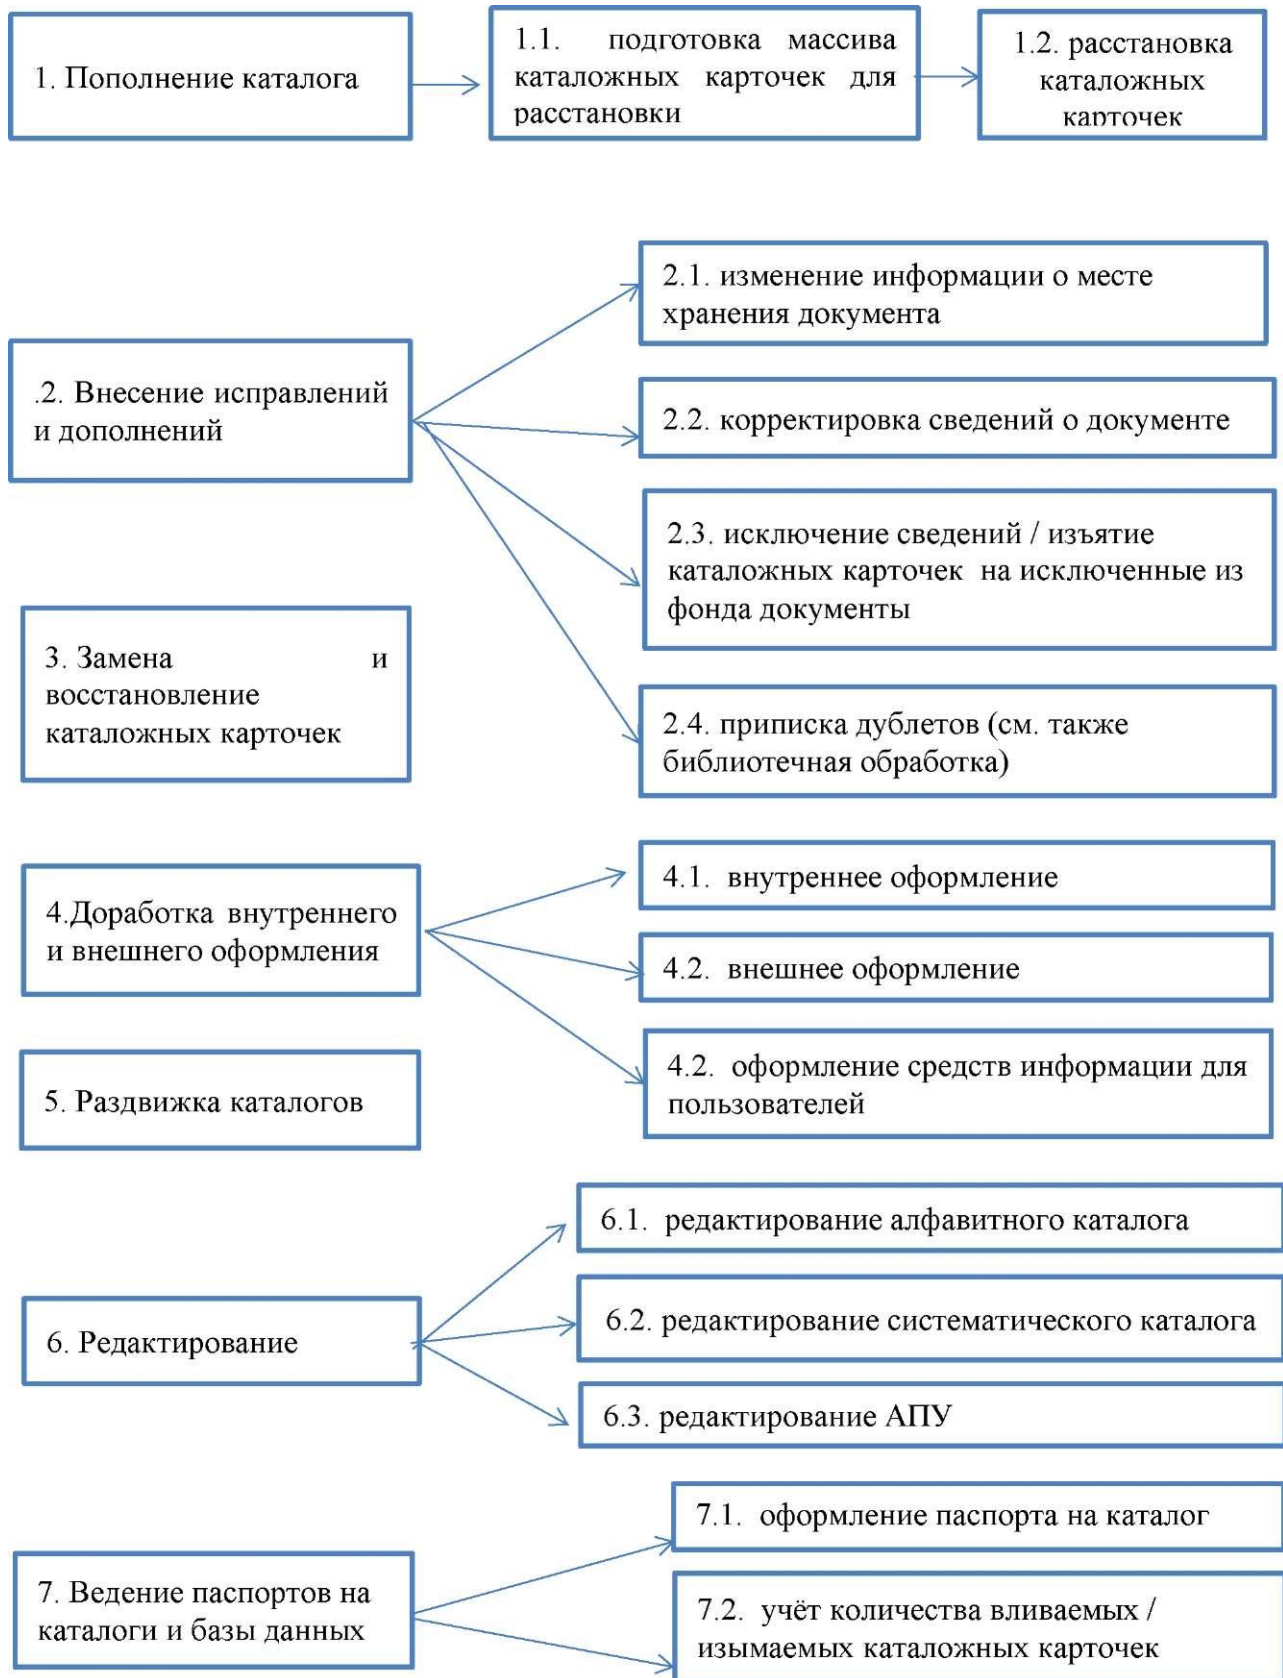 1. Пополнение каталога
1.1. подготовка массива
каталожных карточек для
расстановки
1.2. расстановка
каталожных
карточек
.2. Внесение исправлений
и дополнений
2.1. изменение информации о месте
хранения документа
2.2. корректировка сведений о документе
2.3. исключение сведений / изъятие
каталожных карточек на исключенные из
фонда документы
2.4. приписка дублетов (см. также
библиотечная обработка)
3. Замена и
восстановление
каталожных карточек
4.Доработка внутреннего
и внешнего оформления
4.1. внутреннее оформление
4.2. внешнее оформление
4.2. оформление средств информации для
пользователей
5. Раздвижка каталогов
6. Редактирование
6.1. редактирование алфавитного каталога
6.2. редактирование систематического каталога
6.3. редактирование АПУ
7. Ведение паспортов на
каталоги и базы данных
7.1. оформление паспорта на каталог
7.2. учёт количества вливаемых /
изымаемых каталожных карточек